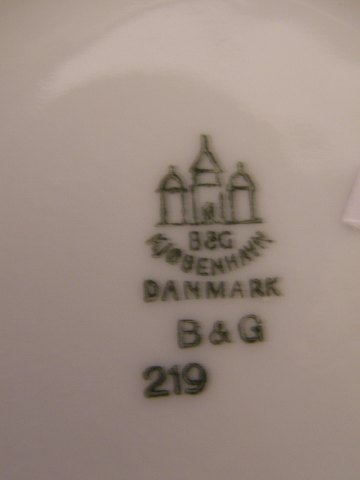 B&G
KJØBENHAVN
DANMARK
B & G
219